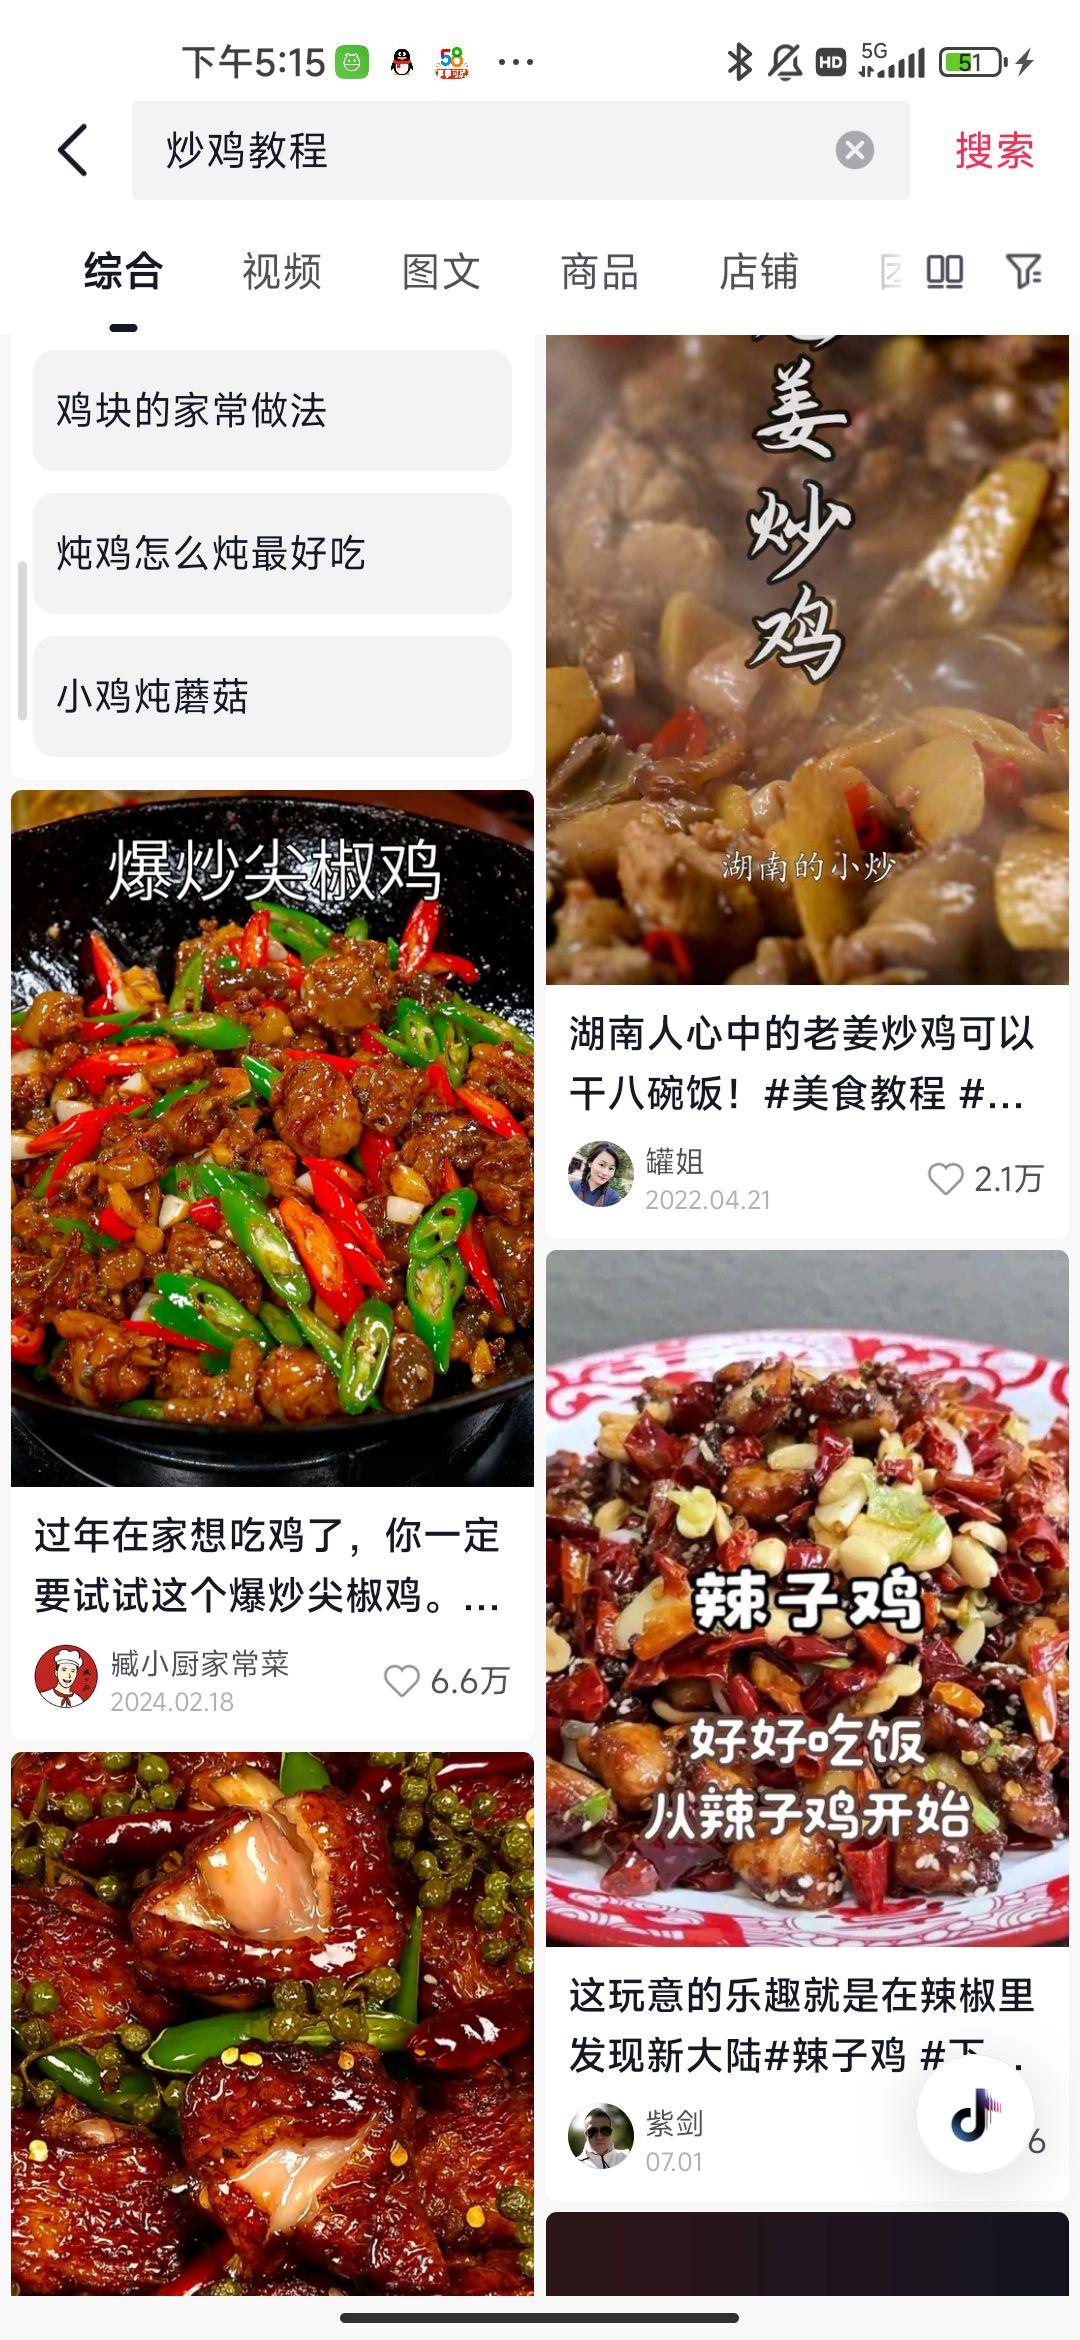 下午5:15
58
HD
5G
51
炒鸡教程
搜索
综合
视频
图文
商品
店铺
鸡块的家常做法
炖鸡怎么炖最好吃
小鸡炖蘑菇
姜炒鸡
湖南的小炒
湖南人心中的老姜炒鸡可以
干八碗饭！#美食教程 #...
罐姐
2022.04.21
2.1万
爆炒尖椒鸡
过年在家想吃鸡了，你一定
要试试这个爆炒尖椒鸡。...
臧小厨家常菜
2024.02.18
6.6万
辣子鸡
好好吃饭
从辣子鸡开始
这玩意的乐趣就是在辣椒里
发现新大陆#辣子鸡 #下...
紫剑
07.01
6